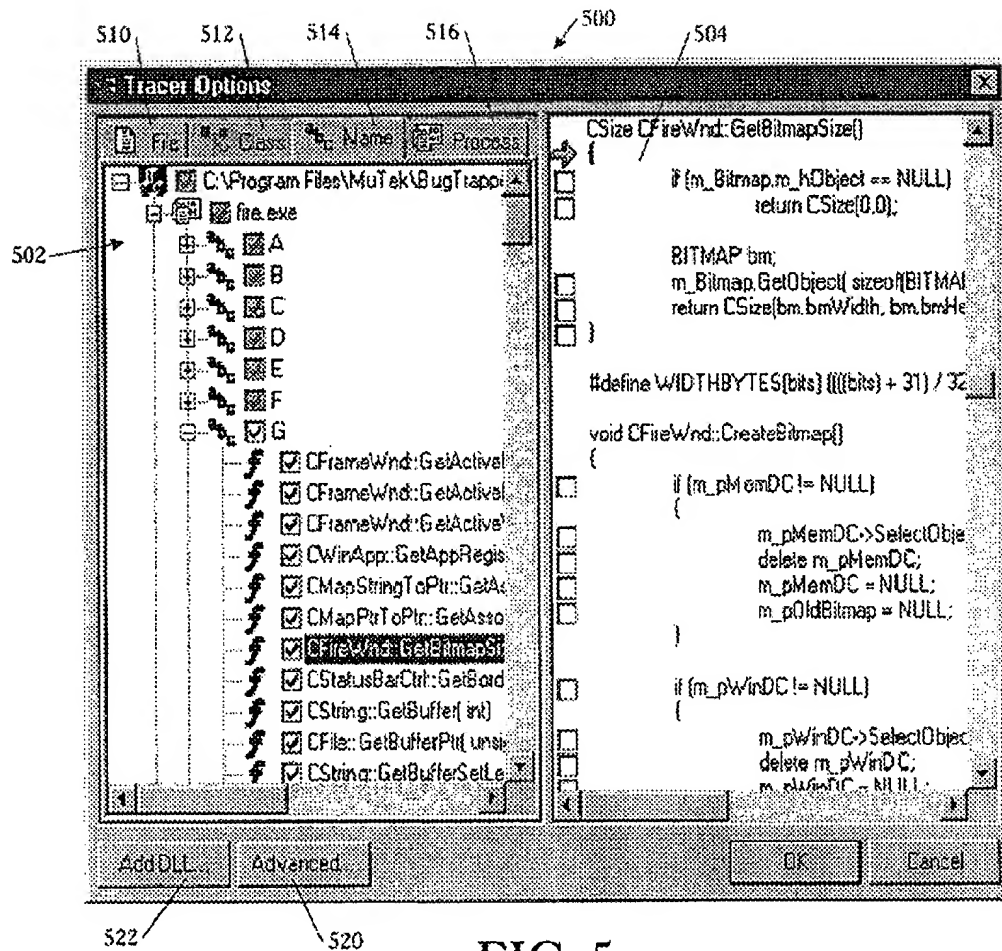 500
510 512 514 516 504
Tracer Options
File Class Name Process
C:\Program Files\MuTek\BugTrapp
fire.exe
502
A
B
C
D
E
F
G
CFrameWnd::GetActive
CFrameWnd::GetActive
CFrameWnd::GetActive
CWinApp::GetAppRegis
CMapStringToPtr::GetAs
CMapPtrToPtr::GetAsso
CFireWnd::GetBitmapSi
CStatusBarCtrl::GetBord
CString::GetBuffer( int)
CFile::GetBufferPtr( unsi
CString::GetBufferSetLe
CSize CFireWnd::GetBitmapSize()
{
if (m_Bitmap.m_hObject == NULL)
return CSize(0,0);
BITMAP bm;
m_Bitmap.GetObject( sizeof(BITMA
return CSize(bm.bmWidth, bm.bmHe
}
#define WIDTHBYTES(bits) ((((bits) + 31) / 32
void CFireWnd::CreateBitmap()
{
if (m_pMemDC != NULL)
{
m_pMemDC->SelectObje
delete m_pMemDC;
m_pMemDC = NULL;
m_pOldBitmap = NULL;
}
if (m_pWinDC != NULL)
{
m_pWinDC->SelectObjec
delete m_pWinDC;
m_pWinDC = NULL;
Add DLL... Advanced... OK Cancel
522 520
FIG. 5